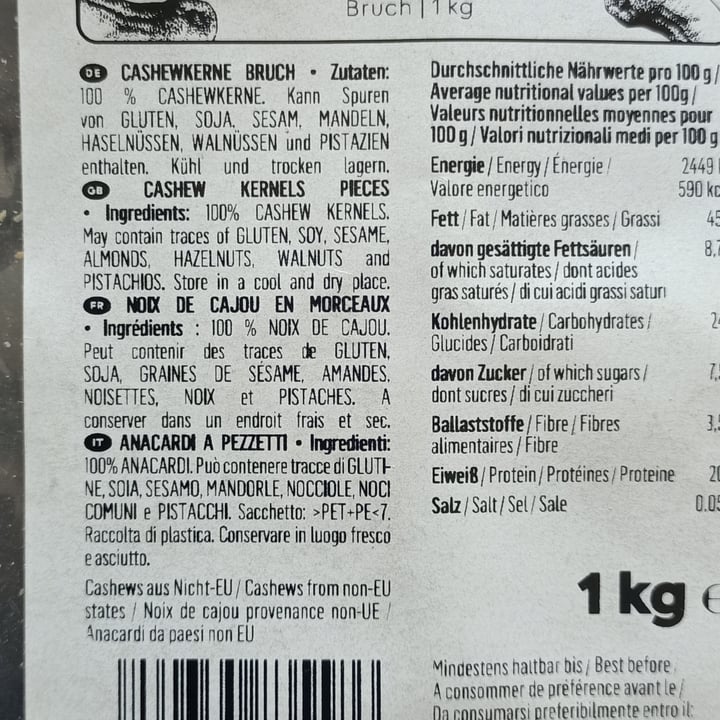 Bruch | 1 kg
DE CASHEWKERNE BRUCH • Zutaten:
100 % CASHEWKERNE. Kann Spuren
von GLUTEN, SOJA, SESAM, MANDELN,
HASELNÜSSEN, WALNÜSSEN und PISTAZIEN
enthalten. Kühl und trocken lagern.
GB CASHEW KERNELS PIECES
• Ingredients: 100% CASHEW KERNELS.
May contain traces of GLUTEN, SOY, SESAME,
ALMONDS, HAZELNUTS, WALNUTS and
PISTACHIOS. Store in a cool and dry place.
FR NOIX DE CAJOU EN MORCEAUX
• Ingrédients : 100 % NOIX DE CAJOU.
Peut contenir des traces de GLUTEN,
SOJA, GRAINES DE SÉSAME, AMANDES,
NOISETTES, NOIX et PISTACHES. A
conserver dans un endroit frais et sec.
IT ANACARDI A PEZZETTI • Ingredienti:
100% ANACARDI. Può contenere tracce di GLUTI-
NE, SOIA, SESAMO, MANDORLE, NOCCIOLE, NOCI
COMUNI e PISTACCHI. Sacchetto: >PET+PE<7.
Raccolta di plastica. Conservare in luogo fresco
e asciutto.
Cashews aus Nicht-EU / Cashews from non-EU
states / Noix de cajou provenance non-UE /
Anacardi da paesi non EU
Durchschnittliche Nährwerte pro 100 g /
Average nutritional values per 100g /
Valeurs nutritionnelles moyennes pour
100 g / Valori nutrizionali medi per 100 g
Energie / Energy / Énergie / 2449
Valore energetico 590
Fett / Fat / Matières grasses / Grassi
davon gesättigte Fettsäuren /
of which saturates / dont acides
gras saturés / di cui acidi grassi saturi
Kohlenhydrate / Carbohydrates /
Glucides / Carboidrati
davon Zucker / of which sugars /
dont sucres / di cui zuccheri
Ballaststoffe / Fibre / Fibres
alimentaires / Fibre
Eiweiß / Protein / Protéines / Proteine
Salz / Salt / Sel / Sale
1 kg
Mindestens haltbar bis / Best before
A consommer de préférence avant le /
Da consumarsi preferibilmente entro il: